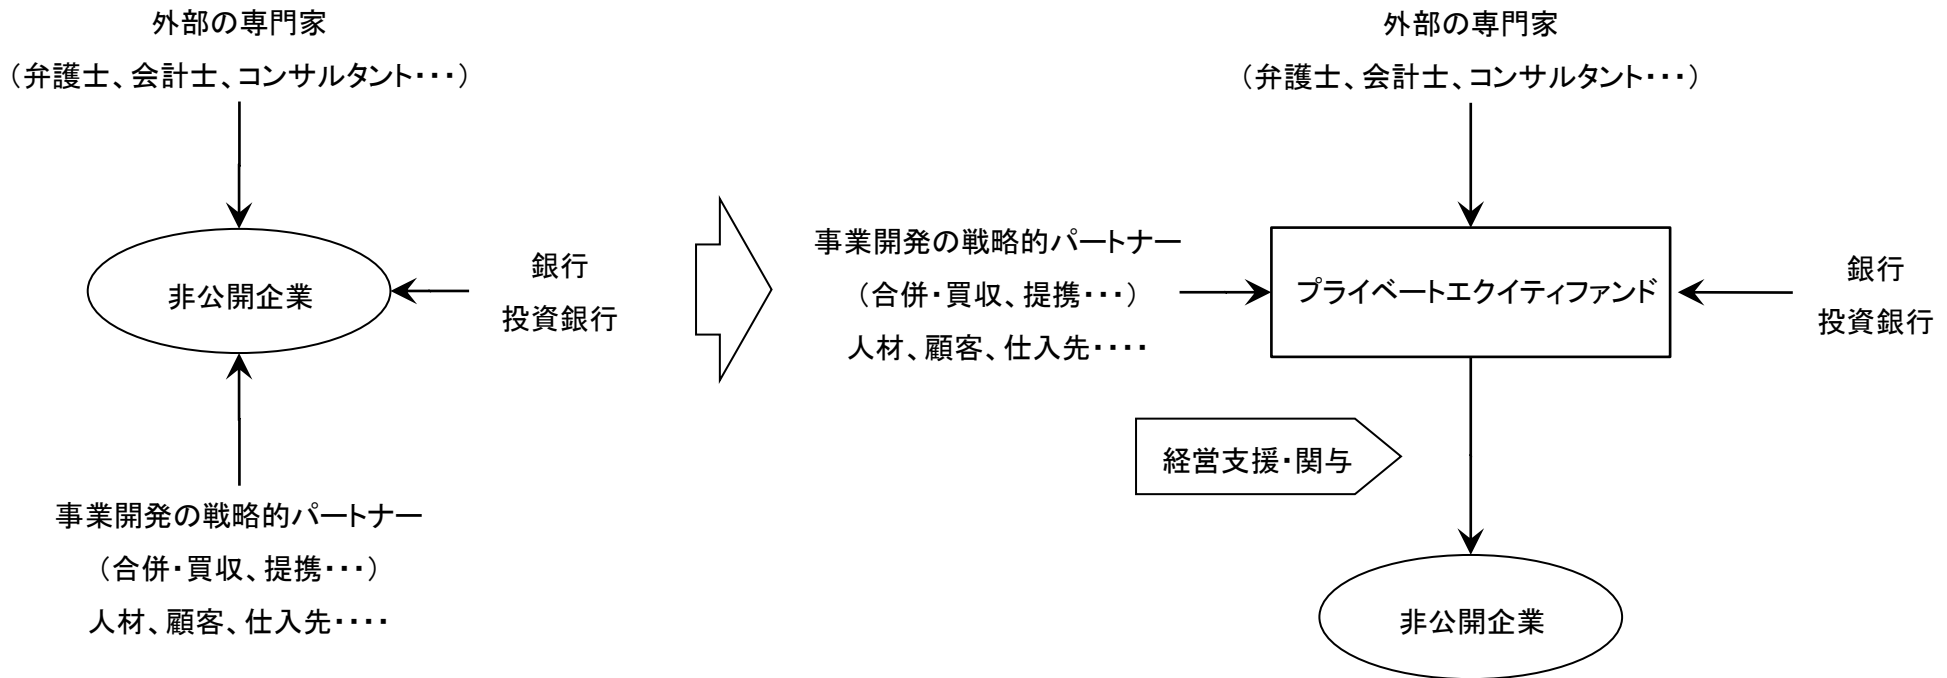 外部の専門家
（弁護士、会計士、コンサルタント・・・）
非公開企業
銀行
投資銀行
事業開発の戦略的パートナー
（合併・買収、提携・・・）
人材、顧客、仕入先・・・・
外部の専門家
（弁護士、会計士、コンサルタント・・・）
事業開発の戦略的パートナー
（合併・買収、提携・・・）
人材、顧客、仕入先・・・・
プライベートエクイティファンド
銀行
投資銀行
経営支援・関与
非公開企業